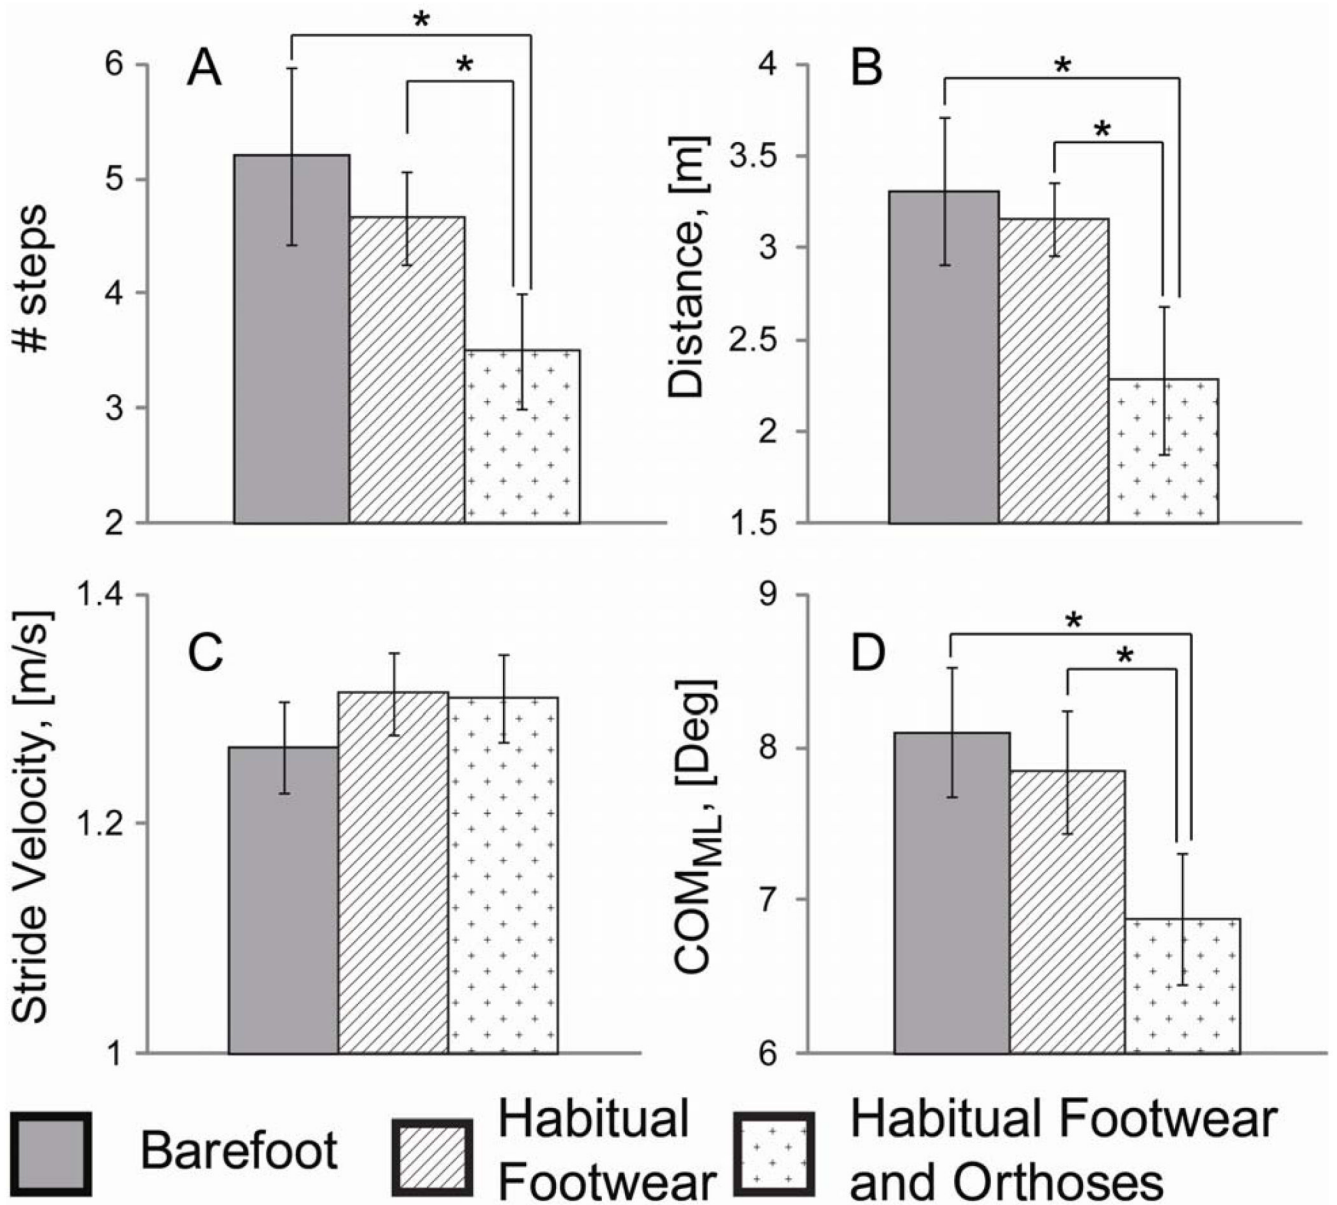 *
*
6
A
5
4
3
2
# steps
*
*
4
B
3.5
3
2.5
2
1.5
Distance, [m]
1.4
C
1.2
1
Stride Velocity, [m/s]
*
*
9
D
8
7
6
COM_ML, [Deg]
Barefoot
Habitual
Footwear
Habitual Footwear
and Orthoses